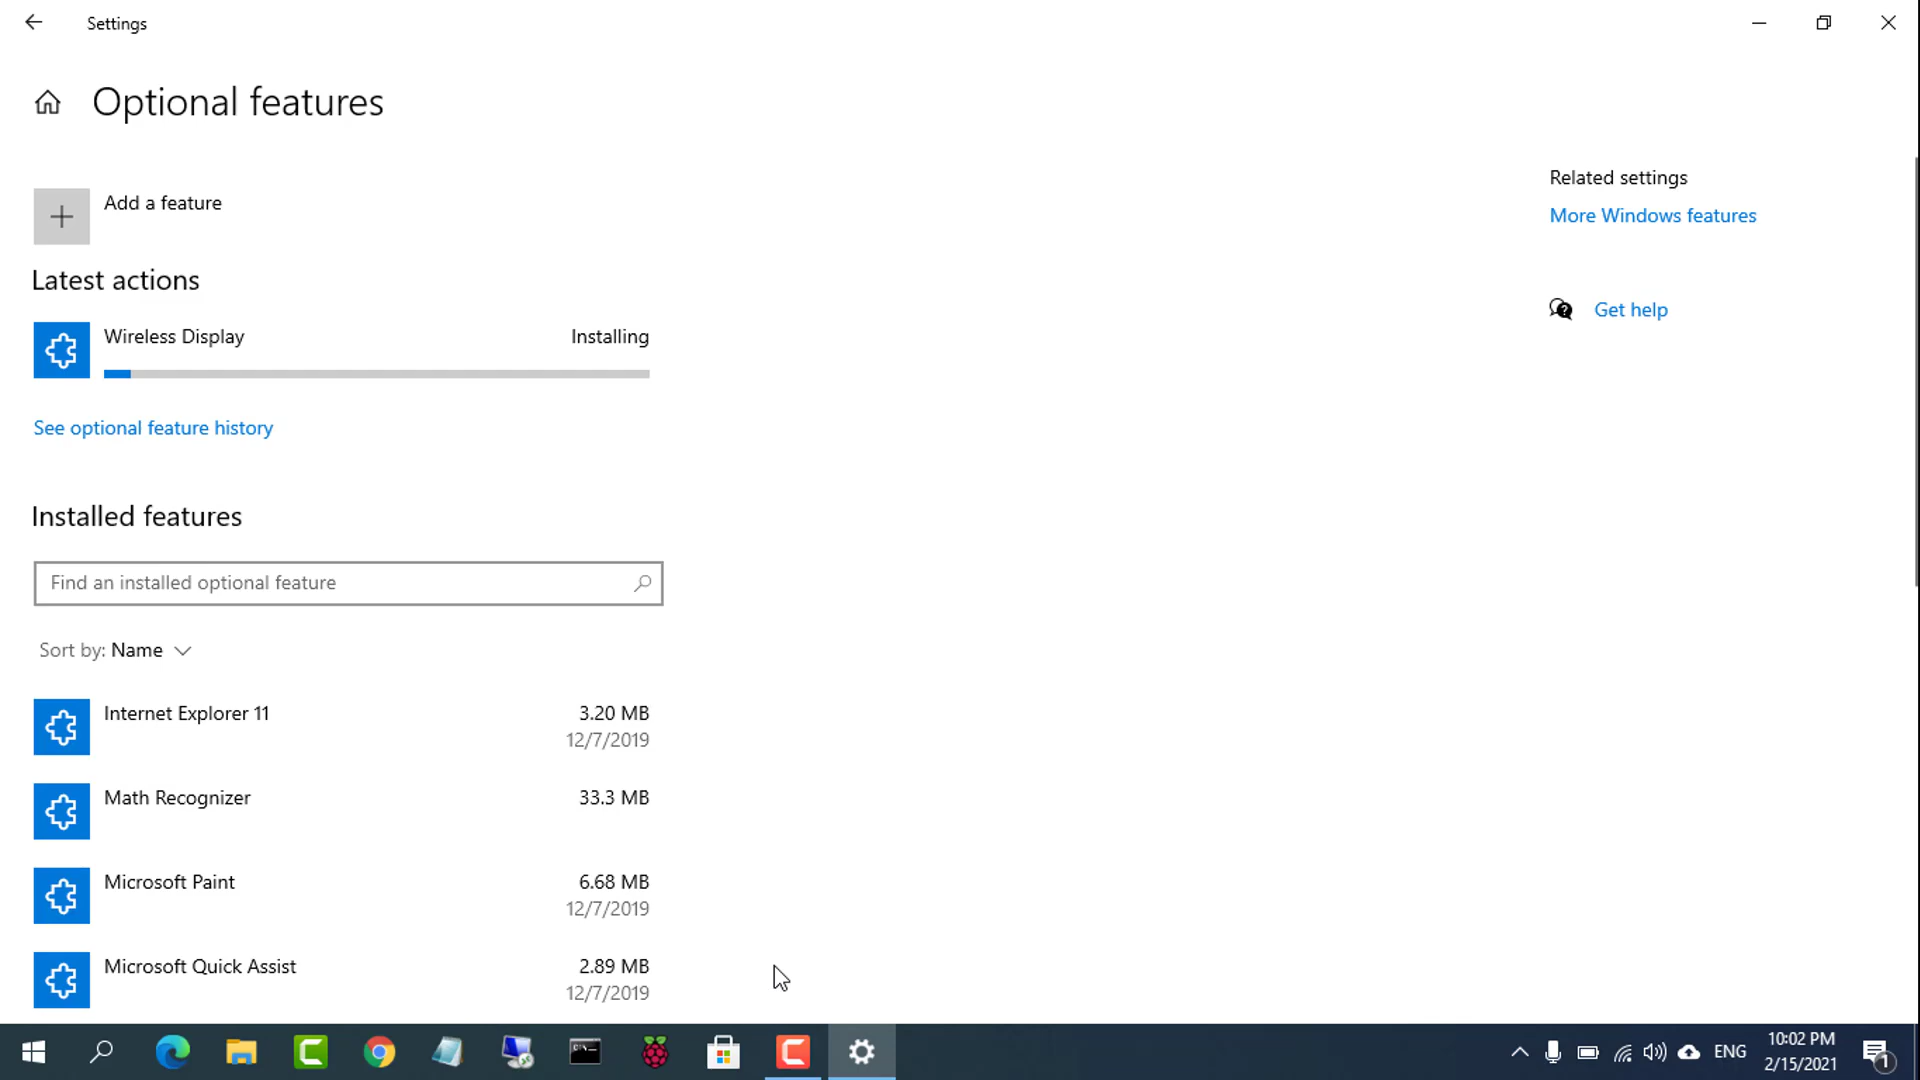 Settings
Optional features
Add a feature
Latest actions
Wireless Display
Installing
See optional feature history
Installed features
Find an installed optional feature
Sort by: Name
Internet Explorer 11
3.20 MB
12/7/2019
Math Recognizer
33.3 MB
Microsoft Paint
6.68 MB
12/7/2019
Microsoft Quick Assist
2.89 MB
12/7/2019
Related settings
More Windows features
Get help
ENG
10:02 PM
2/15/2021
1